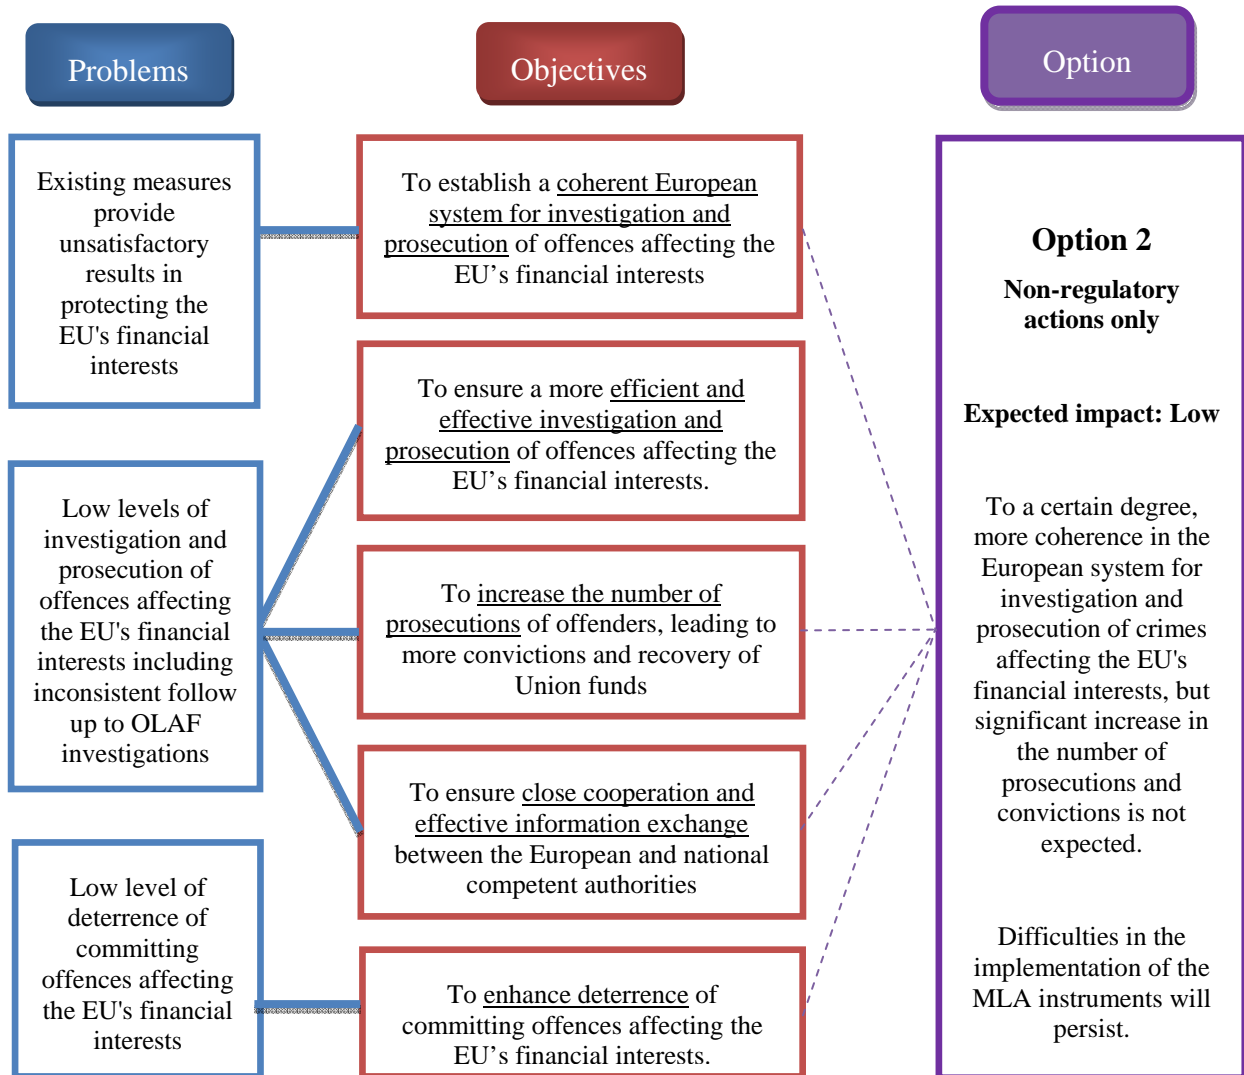 Problems
Objectives
Option
Existing measures
provide
unsatisfactory
results in
protecting the
EU's financial
interests
Low levels of
investigation and
prosecution of
offences affecting
the EU's financial
interests including
inconsistent follow
up to OLAF
investigations
Low level of
deterrence of
committing
offences affecting
the EU's financial
interests
To establish a coherent European
system for investigation and
prosecution of offences affecting the
EU’s financial interests
To ensure a more efficient and
effective investigation and
prosecution of offences affecting the
EU’s financial interests.
To increase the number of
prosecutions of offenders, leading to
more convictions and recovery of
Union funds
To ensure close cooperation and
effective information exchange
between the European and national
competent authorities
To enhance deterrence of
committing offences affecting the
EU’s financial interests.
Option 2
Non-regulatory
actions only
Expected impact: Low
To a certain degree,
more coherence in the
European system for
investigation and
prosecution of crimes
affecting the EU's
financial interests, but
significant increase in
the number of
prosecutions and
convictions is not
expected.
Difficulties in the
implementation of the
MLA instruments will
persist.